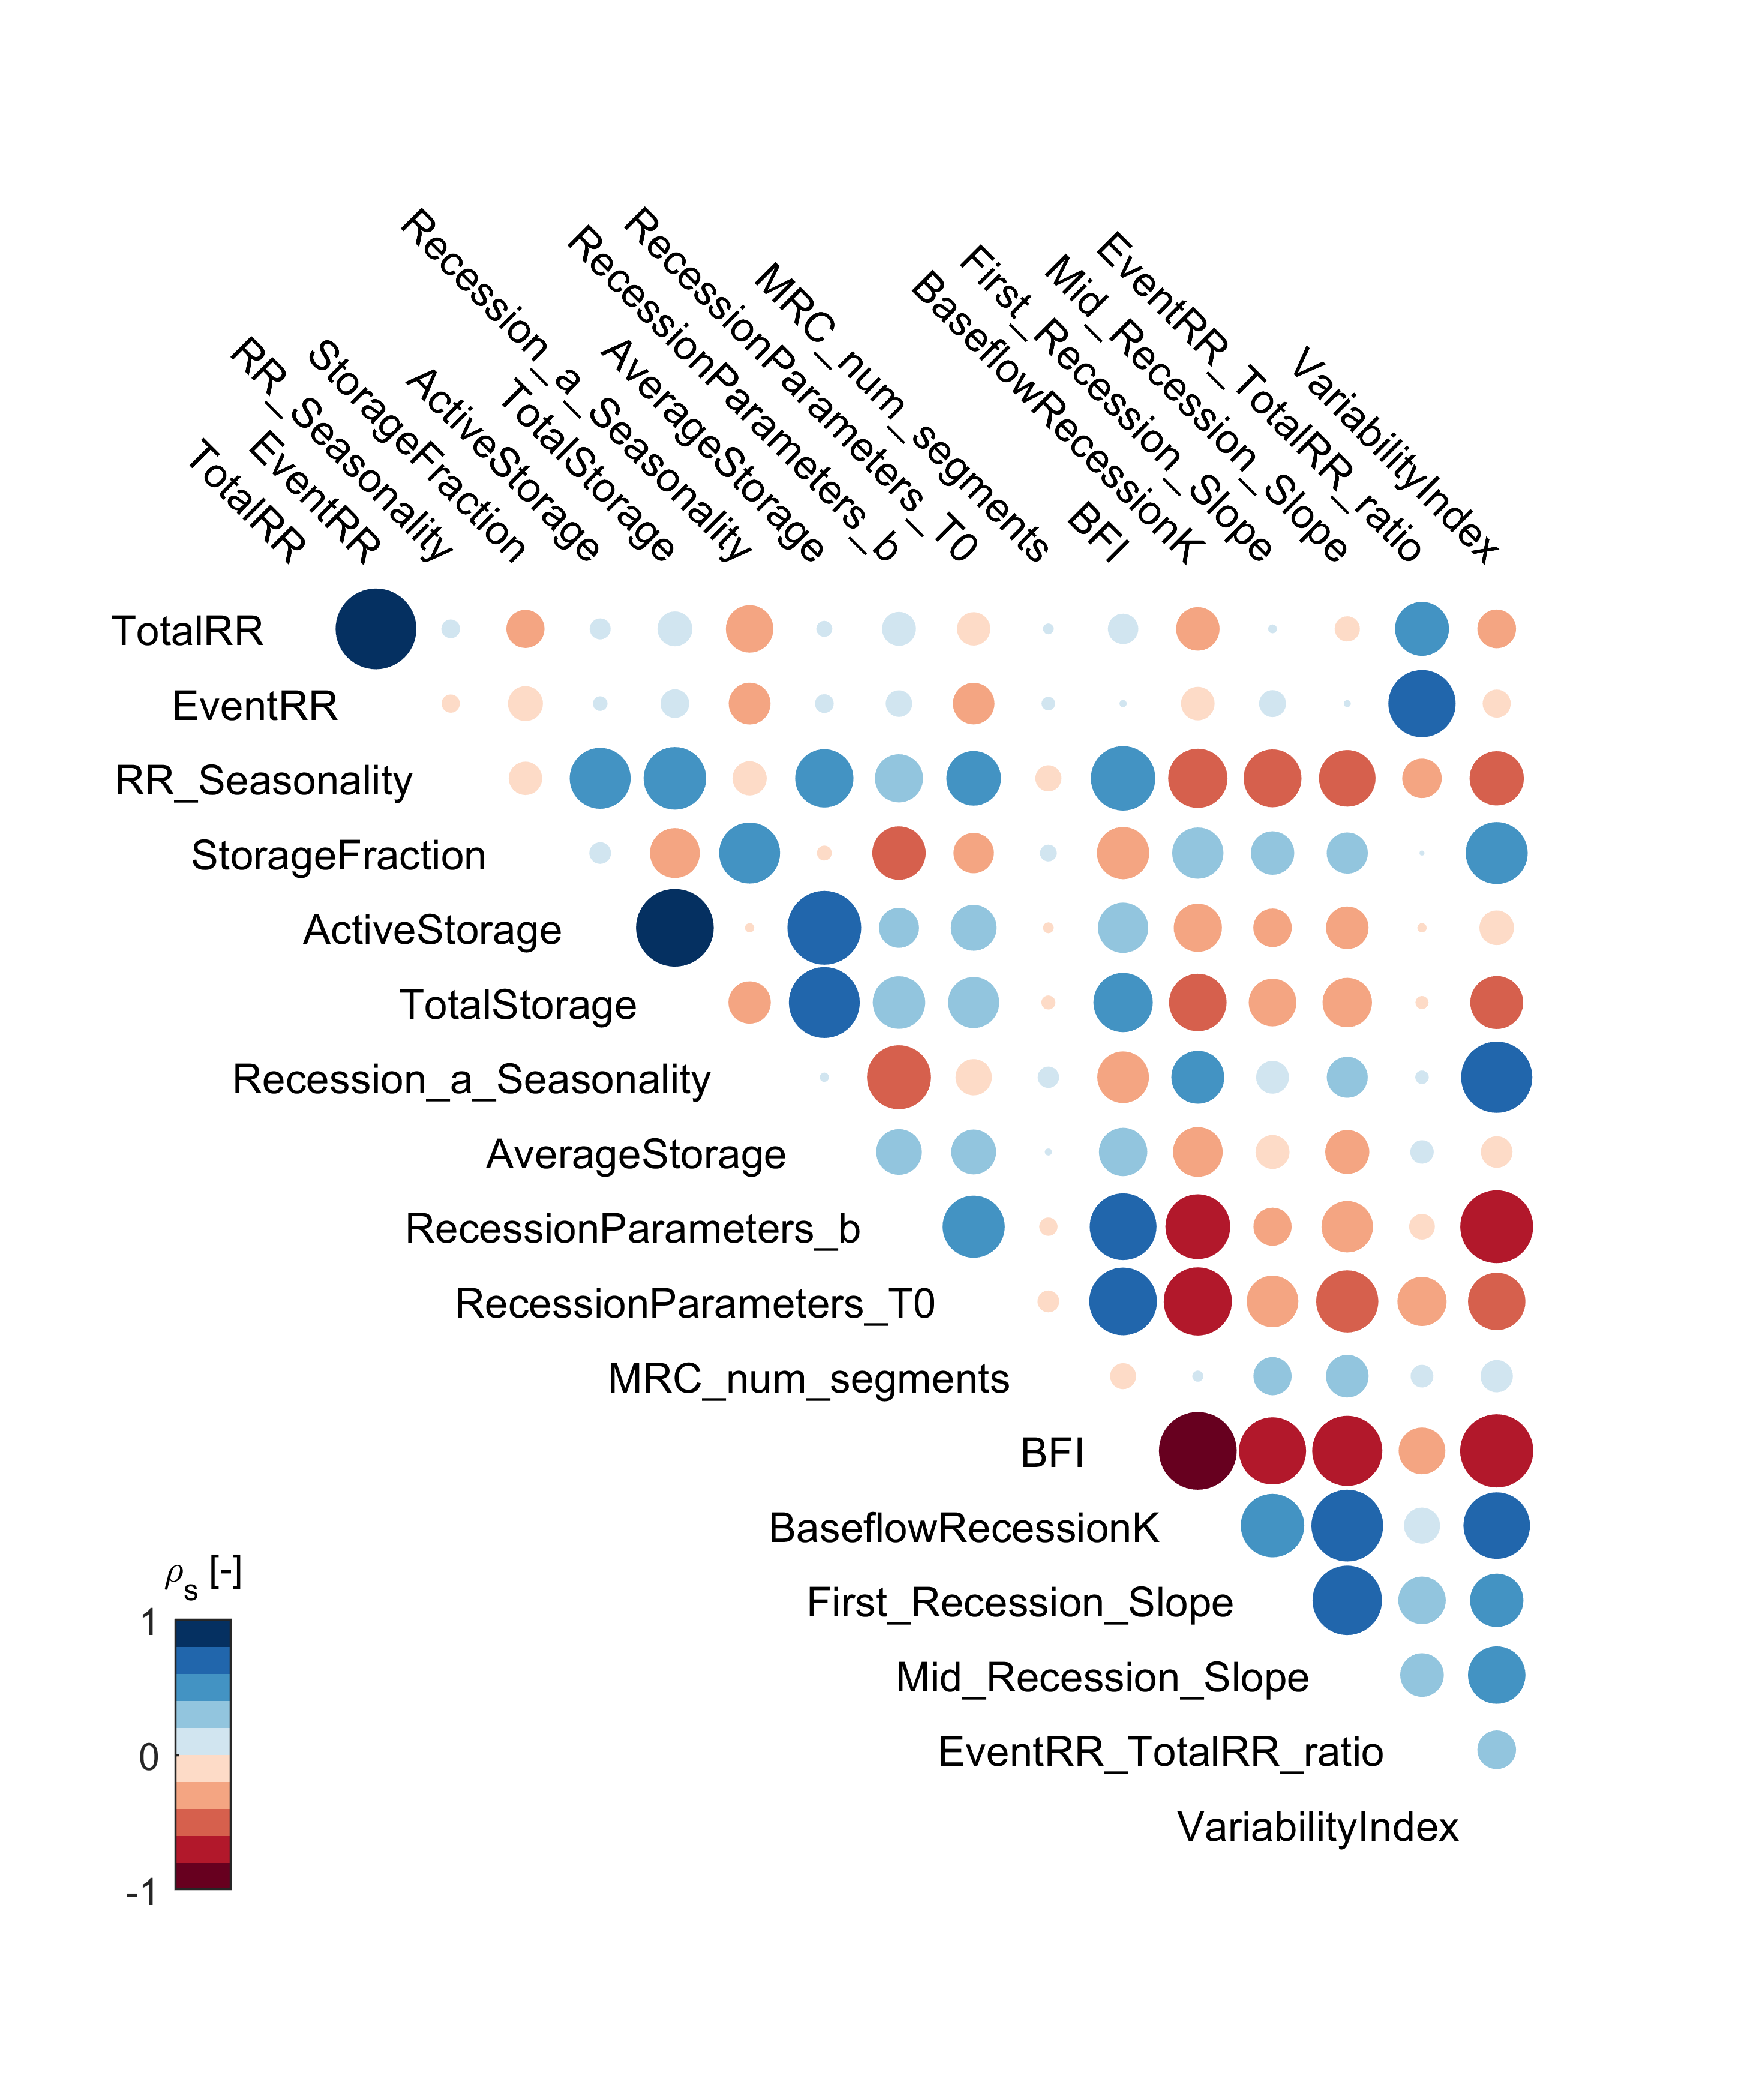 TotalRR
EventRR
RR_Seasonality
StorageFraction
ActiveStorage
TotalStorage
Recession_a_Seasonality
AverageStorage
RecessionParameters_b
RecessionParameters_T0
MRC_num_segments
BFI
BaseflowRecessionK
First_Recession_Slope
Mid_Recession_Slope
EventRR_TotalRR_ratio
VariabilityIndex
TotalRR
EventRR
RR_Seasonality
StorageFraction
ActiveStorage
TotalStorage
Recession_a_Seasonality
AverageStorage
RecessionParameters_b
RecessionParameters_T0
MRC_num_segments
BFI
BaseflowRecessionK
First_Recession_Slope
Mid_Recession_Slope
EventRR_TotalRR_ratio
VariabilityIndex
ρs [-]
1
0
-1